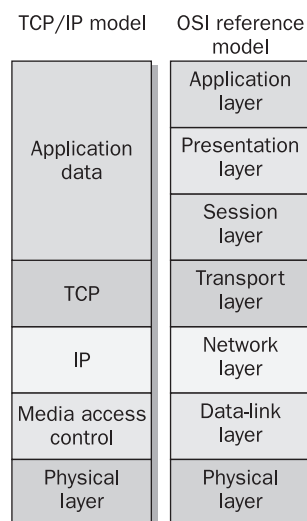 TCP/IP model
Application
data
TCP
IP
Media access
control
Physical
layer
OSI reference
model
Application
layer
Presentation
layer
Session
layer
Transport
layer
Network
layer
Data-link
layer
Physical
layer